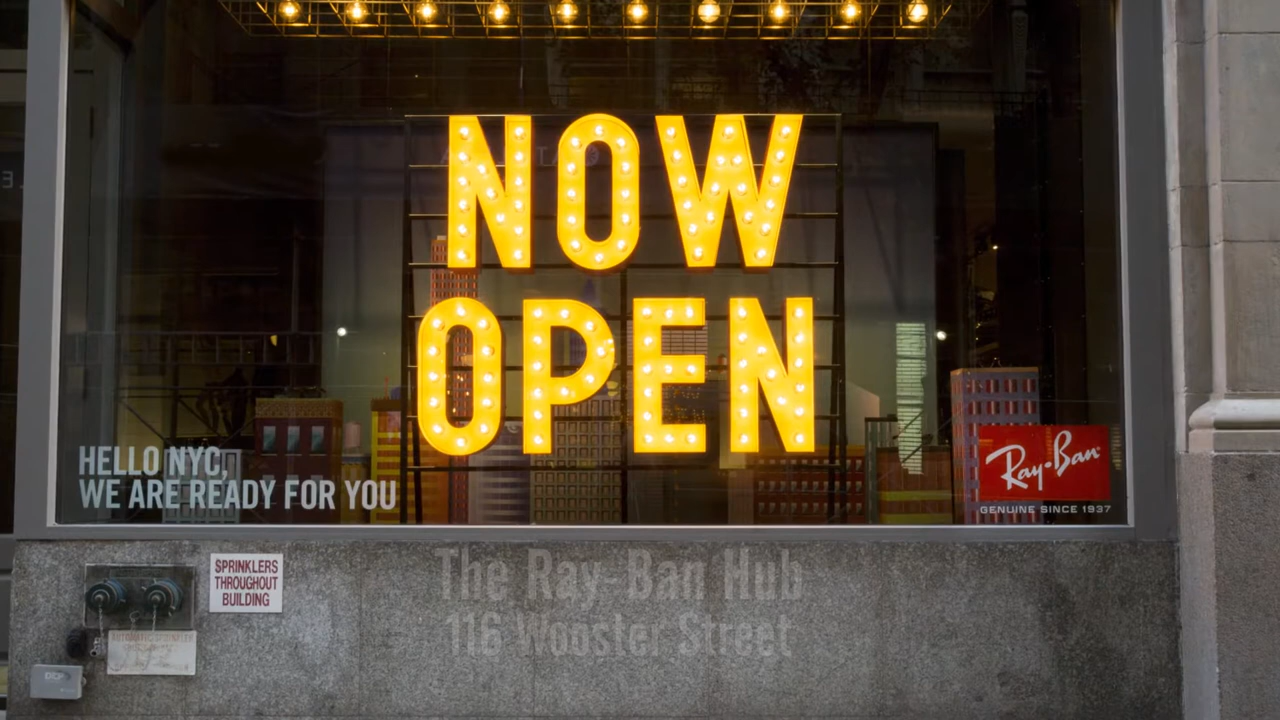 NOW
OPEN
HELLO NYC,
WE ARE READY FOR YOU
Ray-Ban
GENUINE SINCE 1937
SPRINKLERS
THROUGHOUT
BUILDING
The Ray-Ban Hub
116 Wooster Street